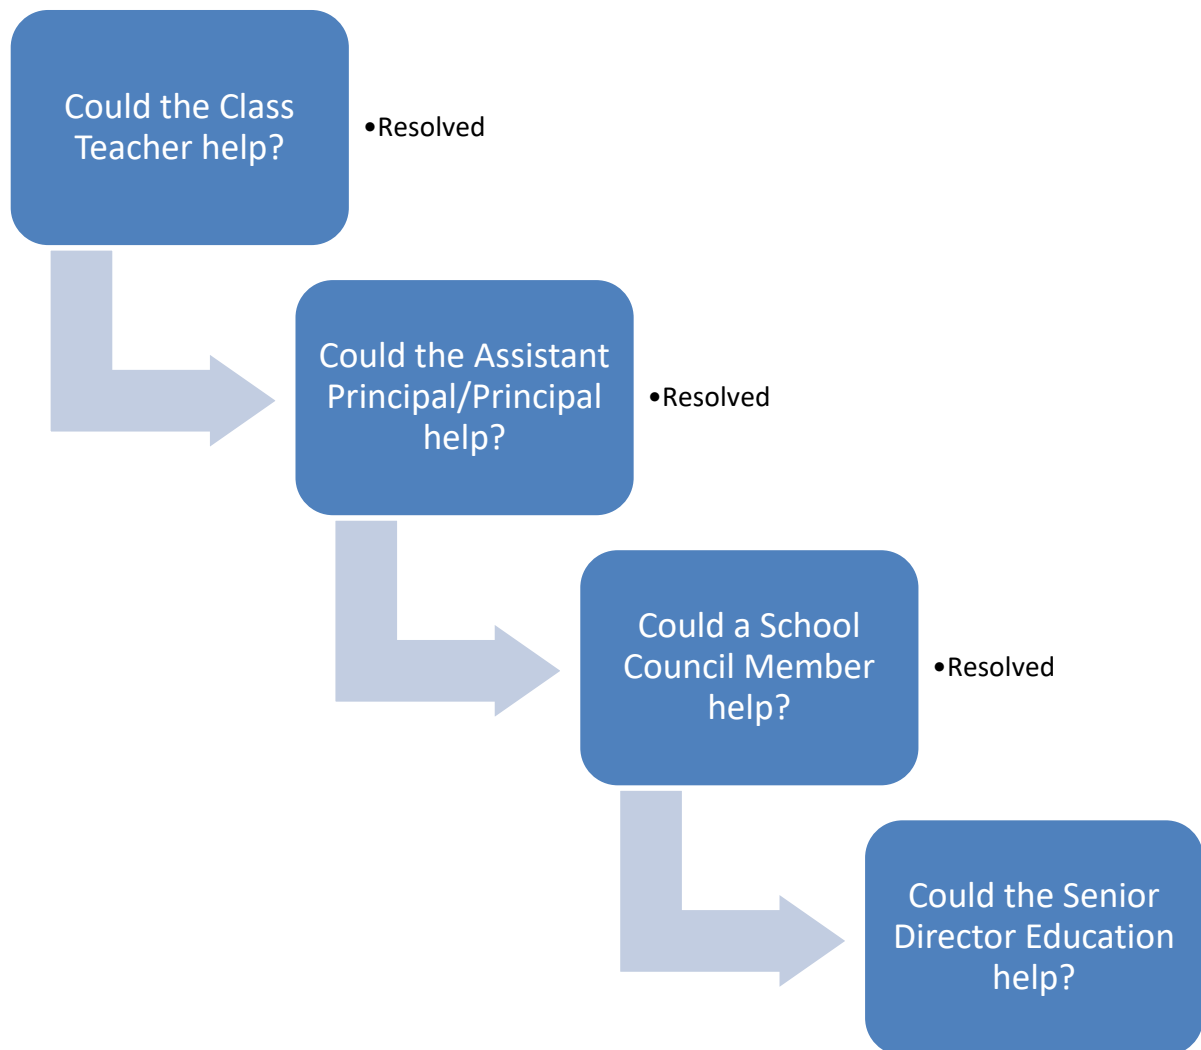 Could the Class
Teacher help?
•Resolved
Could the Assistant
Principal/Principal
help?
•Resolved
Could a School
Council Member
help?
•Resolved
Could the Senior
Director Education
help?